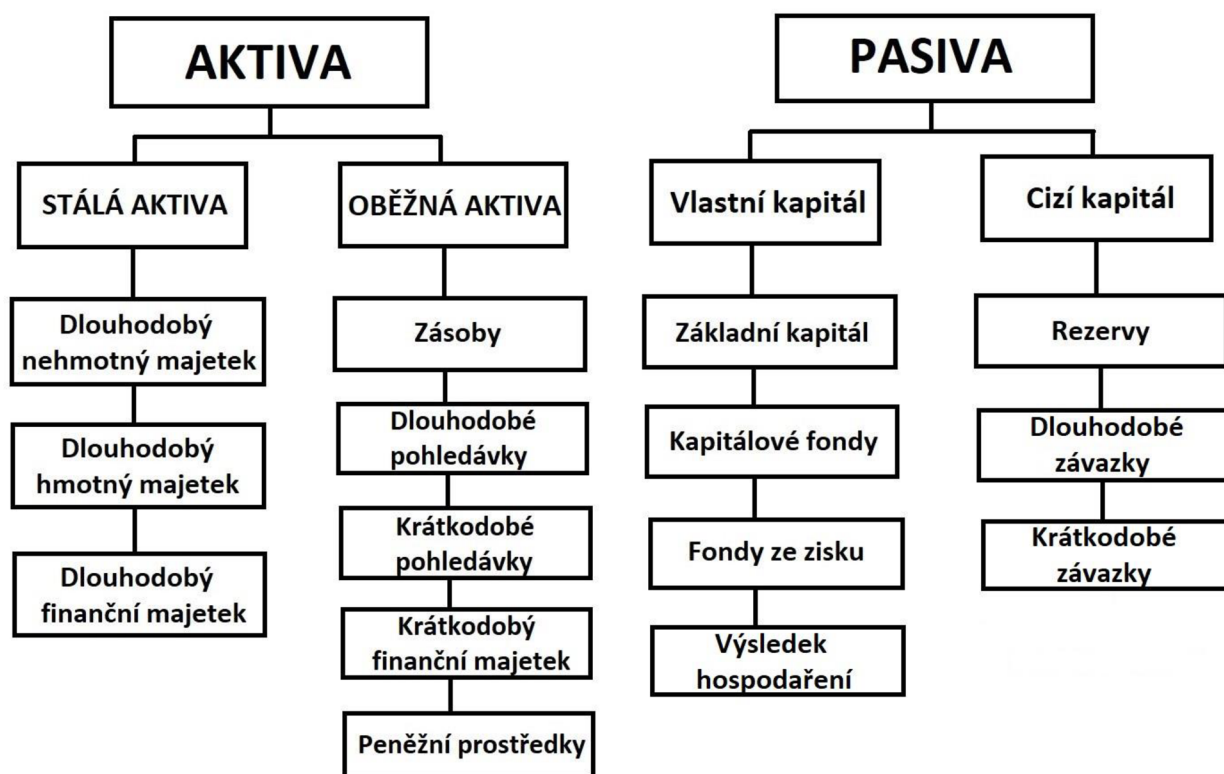 AKTIVA
STÁLÁ AKTIVA
Dlouhodobý
nehmotný majetek
Dlouhodobý
hmotný majetek
Dlouhodobý
finanční majetek
OBĚŽNÁ AKTIVA
Zásoby
Dlouhodobé
pohledávky
Krátkodobé
pohledávky
Krátkodobý
finanční majetek
Peněžní prostředky
PASIVA
Vlastní kapitál
Základní kapitál
Kapitálové fondy
Fondy ze zisku
Výsledek
hospodaření
Cizí kapitál
Rezervy
Dlouhodobé
závazky
Krátkodobé
závazky